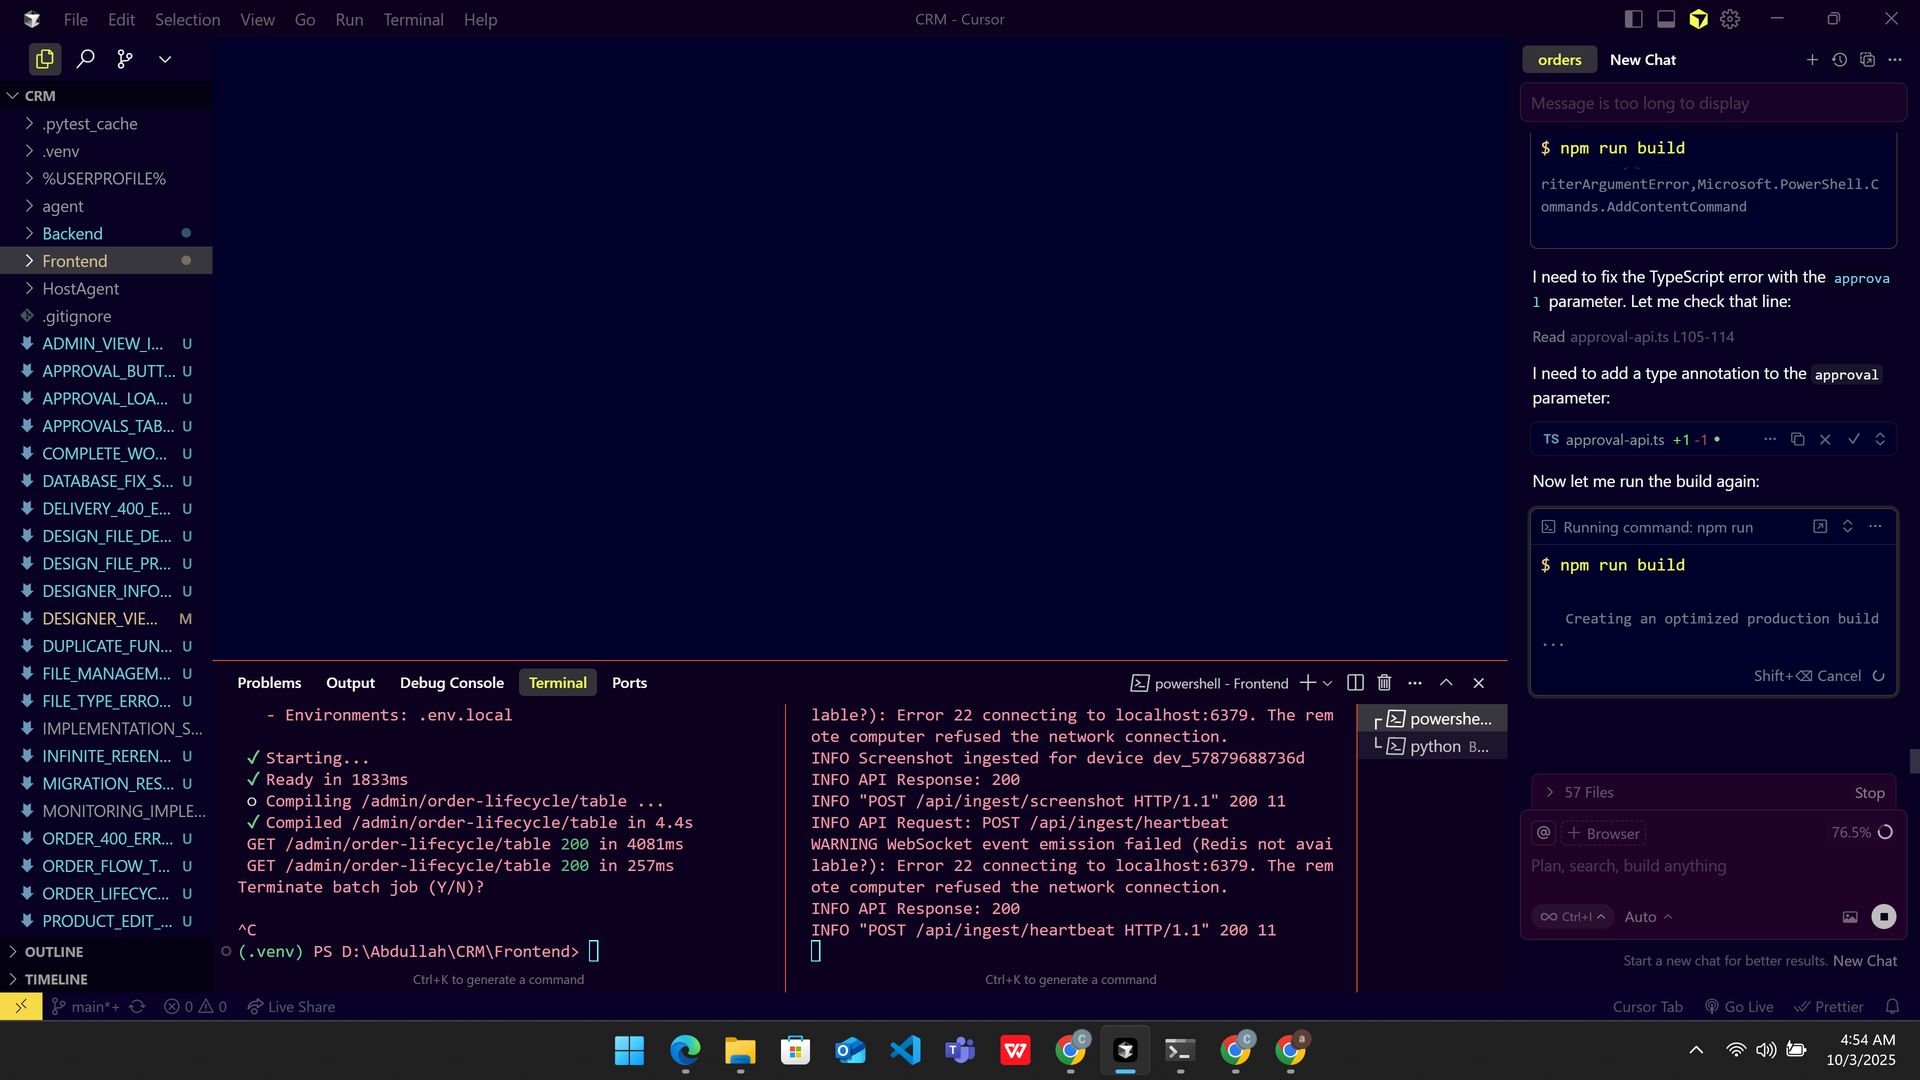 File Edit Selection View Go Run Terminal Help
CRM - Cursor
CRM
.pytest_cache
.venv
%USERPROFILE%
agent
Backend
Frontend
HostAgent
.gitignore
ADMIN_VIEW_I... U
APPROVAL_BUTT... U
APPROVAL_LOA... U
APPROVALS_TAB... U
COMPLETE_WO... U
DATABASE_FIX_S... U
DELIVERY_400_E... U
DESIGN_FILE_DE... U
DESIGN_FILE_PR... U
DESIGNER_INFO... U
DESIGNER_VIE... M
DUPLICATE_FUN... U
FILE_MANAGEM... U
FILE_TYPE_ERRO... U
IMPLEMENTATION_S...
INFINITE_REREN... U
MIGRATION_RES... U
MONITORING_IMPLE...
ORDER_400_ERR... U
ORDER_FLOW_T... U
ORDER_LIFECYC... U
PRODUCT_EDIT_... U
OUTLINE
TIMELINE
Problems Output Debug Console Terminal Ports
powershell - Frontend
- Environments: .env.local
✓ Starting...
✓ Ready in 1833ms
○ Compiling /admin/order-lifecycle/table ...
✓ Compiled /admin/order-lifecycle/table in 4.4s
GET /admin/order-lifecycle/table 200 in 4081ms
GET /admin/order-lifecycle/table 200 in 257ms
Terminate batch job (Y/N)?
^C
(.venv) PS D:\Abdullah\CRM\Frontend>
Ctrl+K to generate a command
lable?): Error 22 connecting to localhost:6379. The rem
ote computer refused the network connection.
INFO Screenshot ingested for device dev_57879688736d
INFO API Response: 200
INFO "POST /api/ingest/screenshot HTTP/1.1" 200 11
INFO API Request: POST /api/ingest/heartbeat
WARNING WebSocket event emission failed (Redis not avai
lable?): Error 22 connecting to localhost:6379. The rem
ote computer refused the network connection.
INFO API Response: 200
INFO "POST /api/ingest/heartbeat HTTP/1.1" 200 11
Ctrl+K to generate a command
powershe...
python B...
orders New Chat
Message is too long to display
$ npm run build
riterArgumentError,Microsoft.PowerShell.C
ommands.AddContentCommand
I need to fix the TypeScript error with the approva
l parameter. Let me check that line:
Read approval-api.ts L105-114
I need to add a type annotation to the approval
parameter:
TS approval-api.ts +1 -1 •
Now let me run the build again:
Running command: npm run
$ npm run build
Creating an optimized production build
...
Shift+⌫ Cancel
57 Files Stop
@ + Browser 76.5%
Plan, search, build anything
∞ Ctrl+I Auto
Start a new chat for better results. New Chat
main*+ 0 0 Live Share
Cursor Tab Go Live Prettier
4:54 AM
10/3/2025